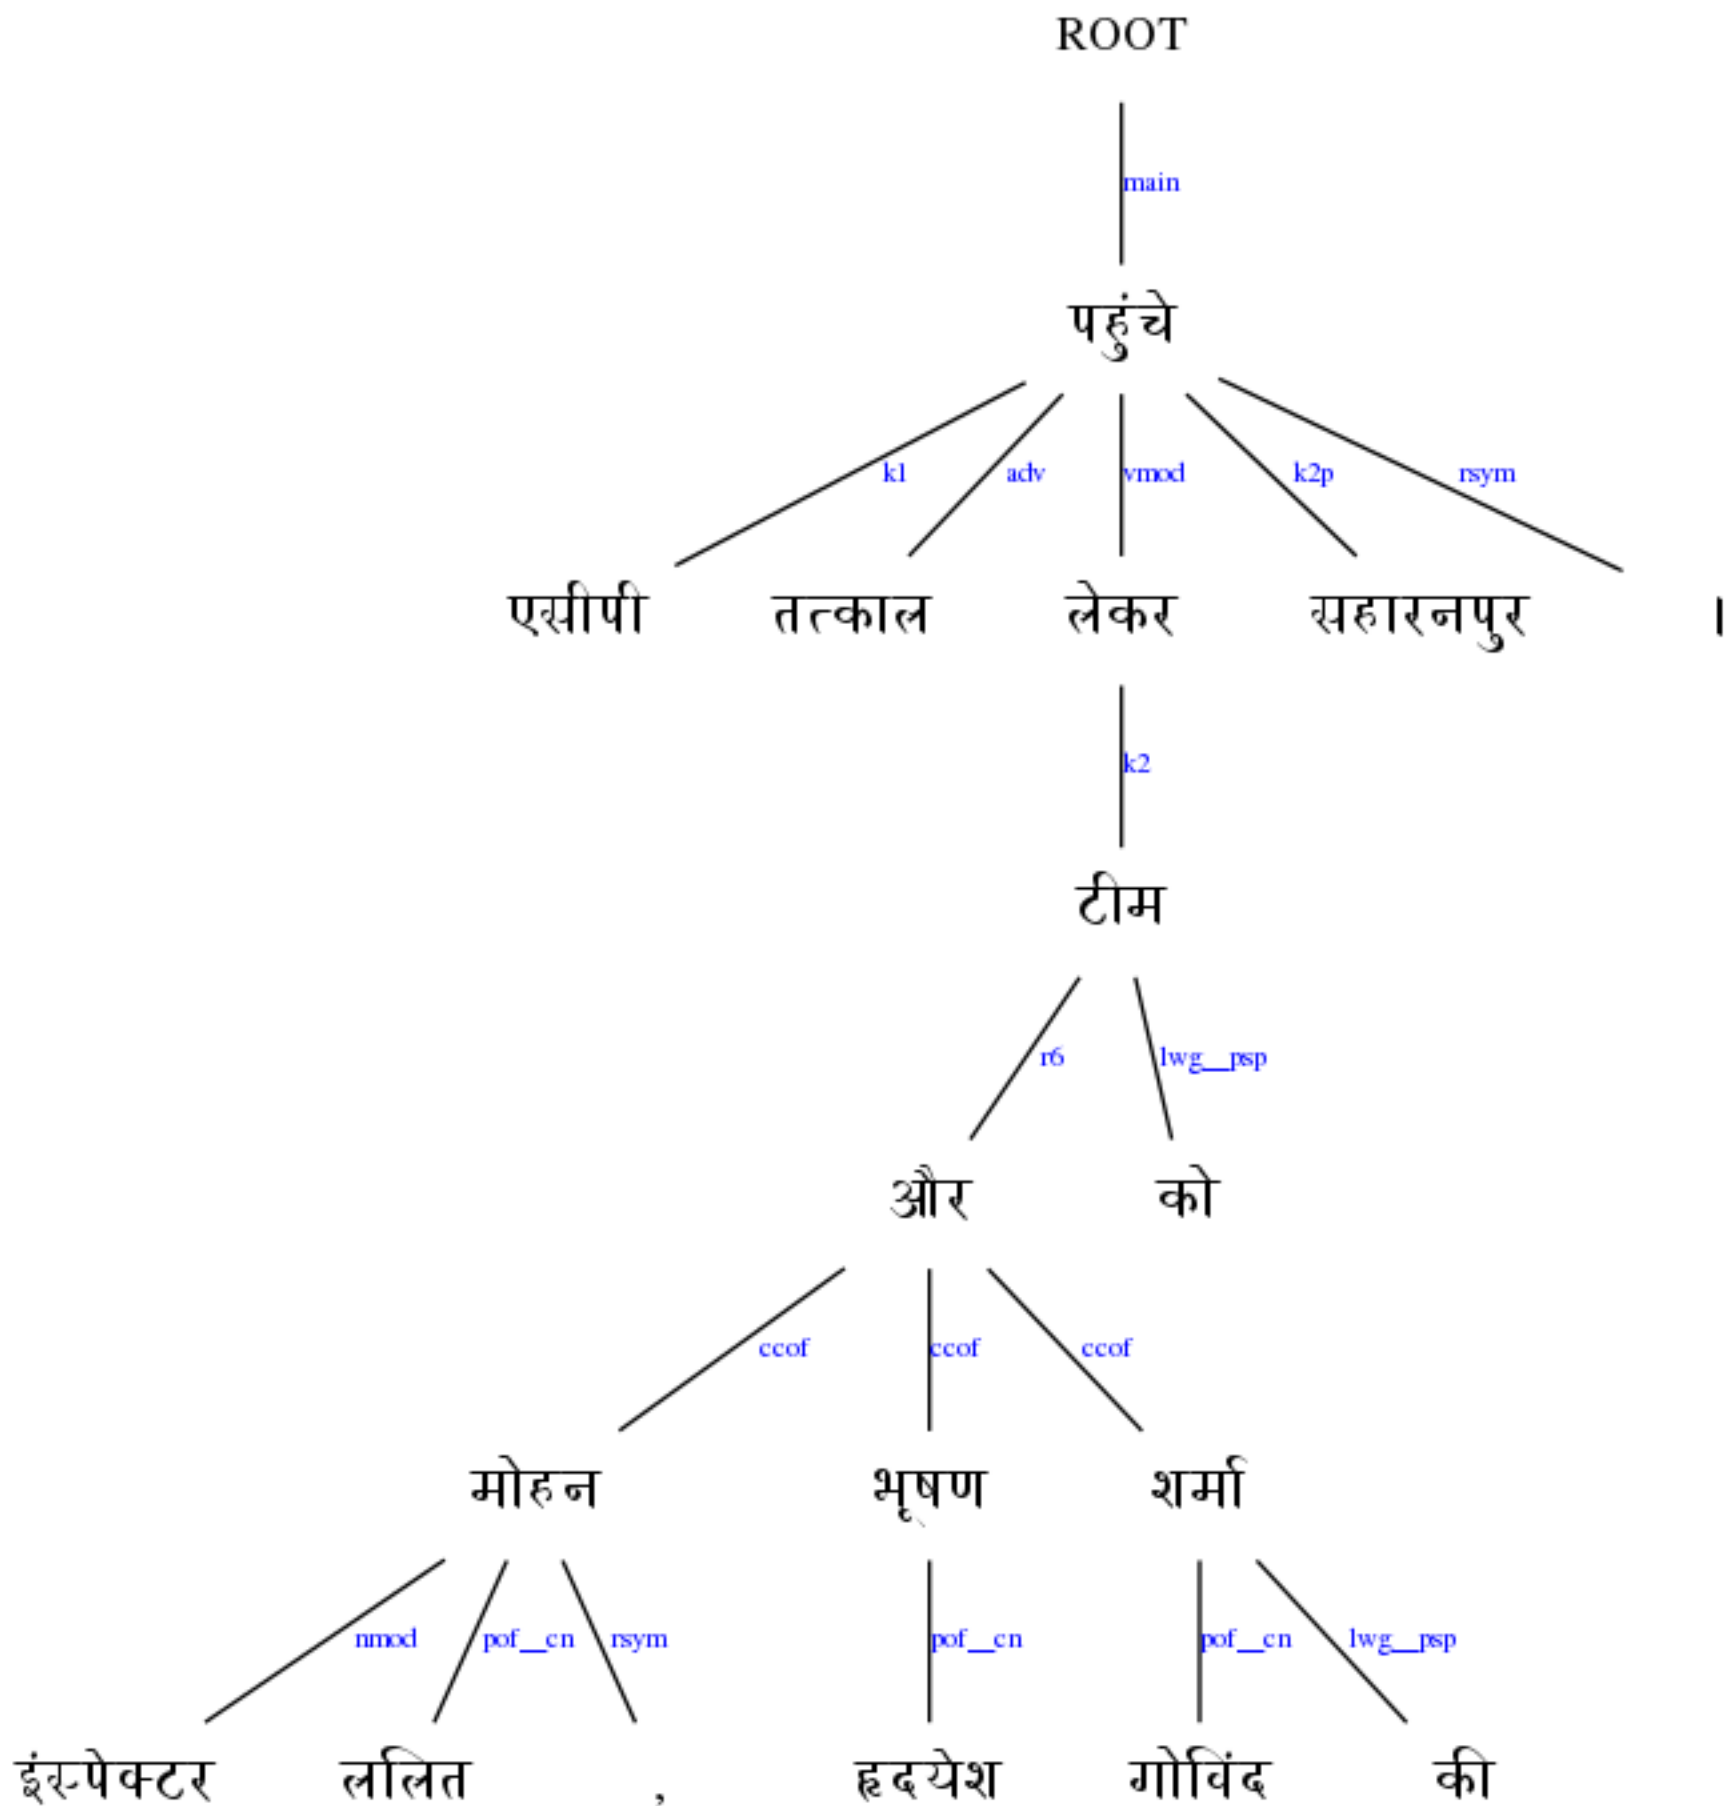 ROOT
main
पहुंचे
k1 adv vmod k2p rsym
एसीपी तत्काल लेकर सहारनपुर ।
k2
टीम
r6 lwg__psp
और को
ccof ccof ccof
मोहन भूषण शर्मा
nmod pof__cn rsym pof__cn pof__cn lwg__psp
इंस्पेक्टर ललित , हृदयेश गोविंद की